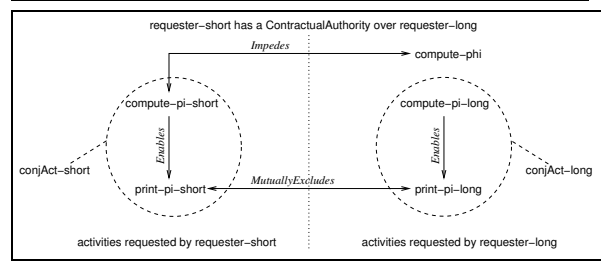 requester-short has a ContractualAuthority over requester-long
Impedes
compute-phi
compute-pi-short
compute-pi-long
Enables
Enables
conjAct-short
conjAct-long
print-pi-short
MutuallyExcludes
print-pi-long
activities requested by requester-short
activities requested by requester-long